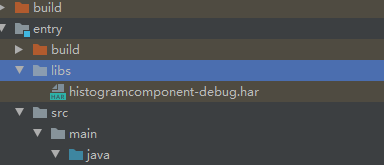 build
entry
build
libs
HAR
histogramcomponent-debug.har
src
main
java